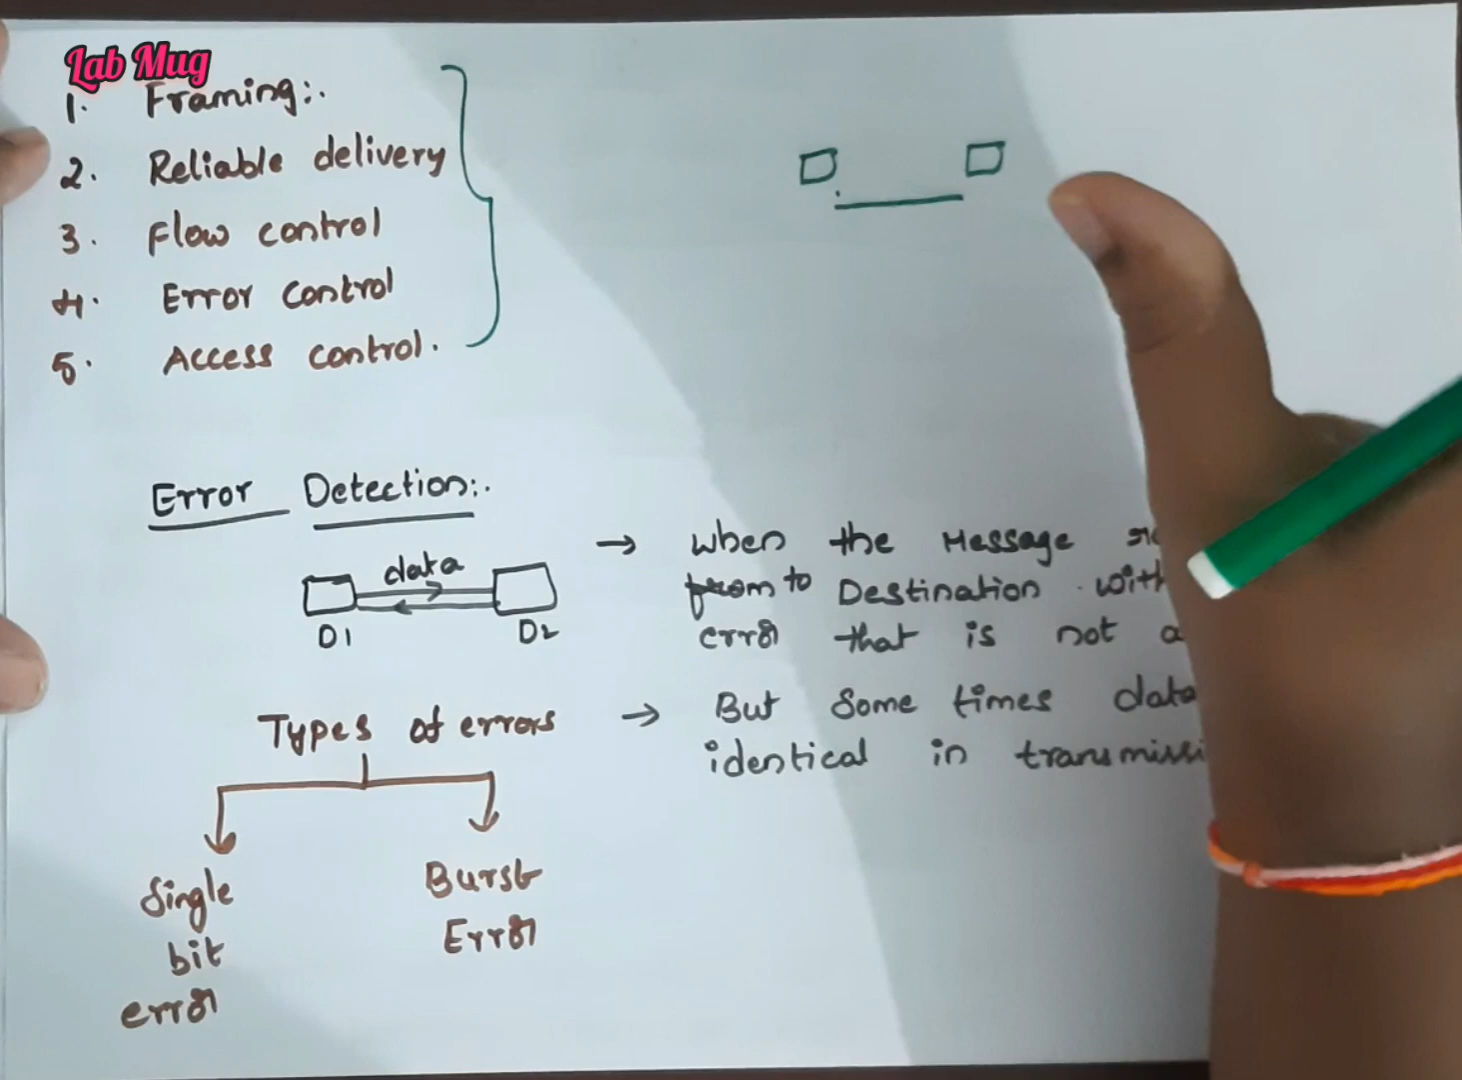 Lab Mug
1. Framing:.
2. Reliable delivery
3. Flow control
4. Error control
5. Access control.
Error Detection:.
data
D1 D2
→ when the Message
from to Destination with
error that is not
Types of errors
→ But Some times data
identical in
Single
bit
error
Burst
Error